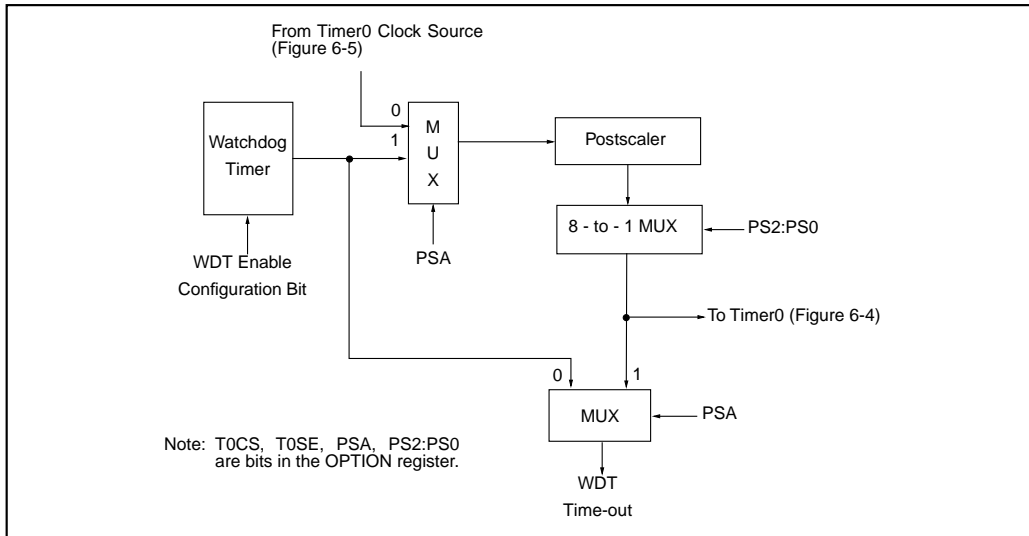 From Timer0 Clock Source
(Figure 6-5)
0
1
M
U
X
Watchdog
Timer
Postscaler
8 - to - 1 MUX
PS2:PS0
PSA
WDT Enable
Configuration Bit
To Timer0 (Figure 6-4)
0
1
MUX
PSA
Note: T0CS, T0SE, PSA, PS2:PS0
are bits in the OPTION register.
WDT
Time-out